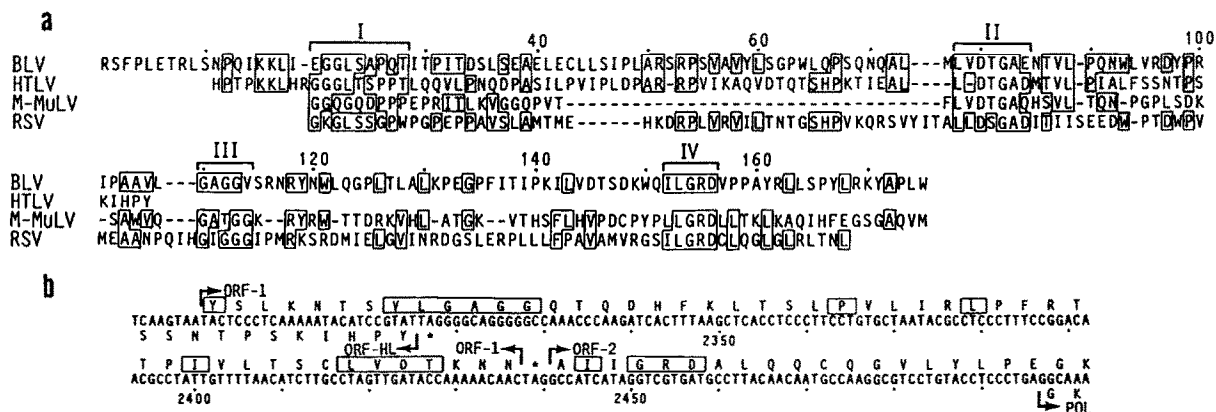 a
I 40 60 II 100
BLV RSFPLETRLSNPQIKKLI-EGGLSAPQTITPITDSLSEAELECLLSIPLARSRPSVAVYLSGPWLQPSQNQAL----MLVDTGAENTVL-PQNWLVRDYPR
HTLV HPTPKKLHRGGGLTSPPTLQQVLPNQDPASILPVIPLDPAR-RPVIKAQVDTQTSHPKTIEAL----L-DTGADMTVL-PIALFSSNTPS
M-MuLV GGQGQDPPPEPRITLKVGGQPVT------------------------------------FLVDTGAQHSVL-TQN-PGPLSDK
RSV GKGLSSGPWPGPEPPAVSLAMTME-------HKDRPLVRVILTNTGSHPVKQRSVYITALLDSGADITIISEEDW-PTDWPV
III 120 140 IV 160
BLV IPAAVL---GAGGVSRNRYNWLQGPLTLALKPEGPFITIPKILVDTSDKWQILGRDVPPAYRLLSPYLRKYAPLW
HTLV KIHPY
M-MuLV -SAWVQ---GATGGK-RYRW-TTDRKVHL-ATGK-VTHSFLHVPDCPYPLLGRDLLTKLKAQIHFEGSGAQVM
RSV MEAANPQIHGIGGGIPMRKSRDMIELGVINRDGSLERPLLLFPAVAMVRGSILGRDCLQGLGLRLTNL
b
ORF-1
Y S L K N T S V L G A G G Q T Q D H F K L T S L P V L I R L P F R T
TCAAGTAATACTCCCTCAAAAATACATCCGTATTAGGGGCAGGGGGCCAAACCCAAGATCACTTTAAGCTCACCTCCCTTCCTGTGCTAATACGCCTCCCTTTCCGGACA
S S N T P S K I H P Y * 2350
ORF-HL ORF-1 ORF-2
T P I V L T S C L V D T K N N * A I I G R D A L Q Q C Q G V L Y L P E G K
ACGCCTATTGTTTTAACATCTTGCCTAGTTGATACCAAAAACAACTAGGCCATCATAGGTCGTGATGCCTTACAACAATGCCAAGGCGTCCTGTACCTCCCTGAGGCAAA
2400 2450 G K
POL